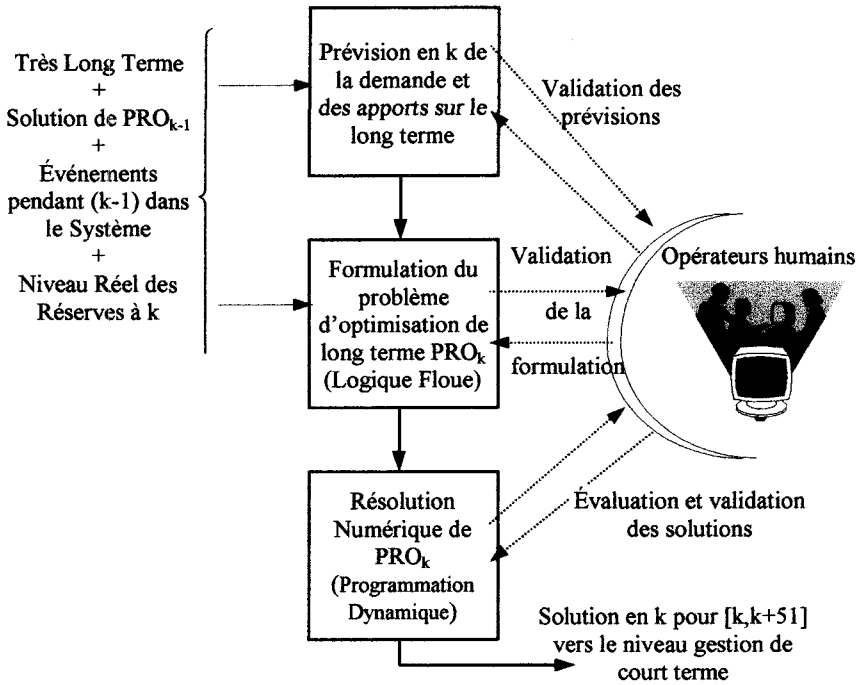 Très Long Terme
+
Solution de PROk-1
+
Événements
pendant (k-1) dans
le Système
+
Niveau Réel des
Réserves à k
Prévision en k de
la demande et
des apports sur le
long terme
Validation des
prévisions
Formulation du
problème
d'optimisation de
long terme PROk
(Logique Floue)
Validation
de la
formulation
Opérateurs humains
Résolution
Numérique de
PROk
(Programmation
Dynamique)
Évaluation et validation
des solutions
Solution en k pour [k,k+51]
vers le niveau gestion de
court terme